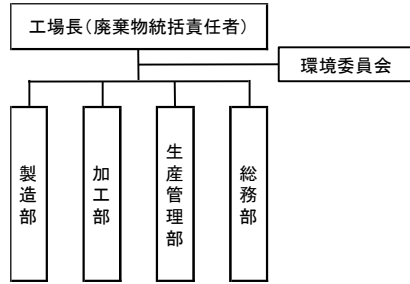 工場長（廃棄物統括責任者）
環境委員会
製造部
加工部
生産管理部
総務部